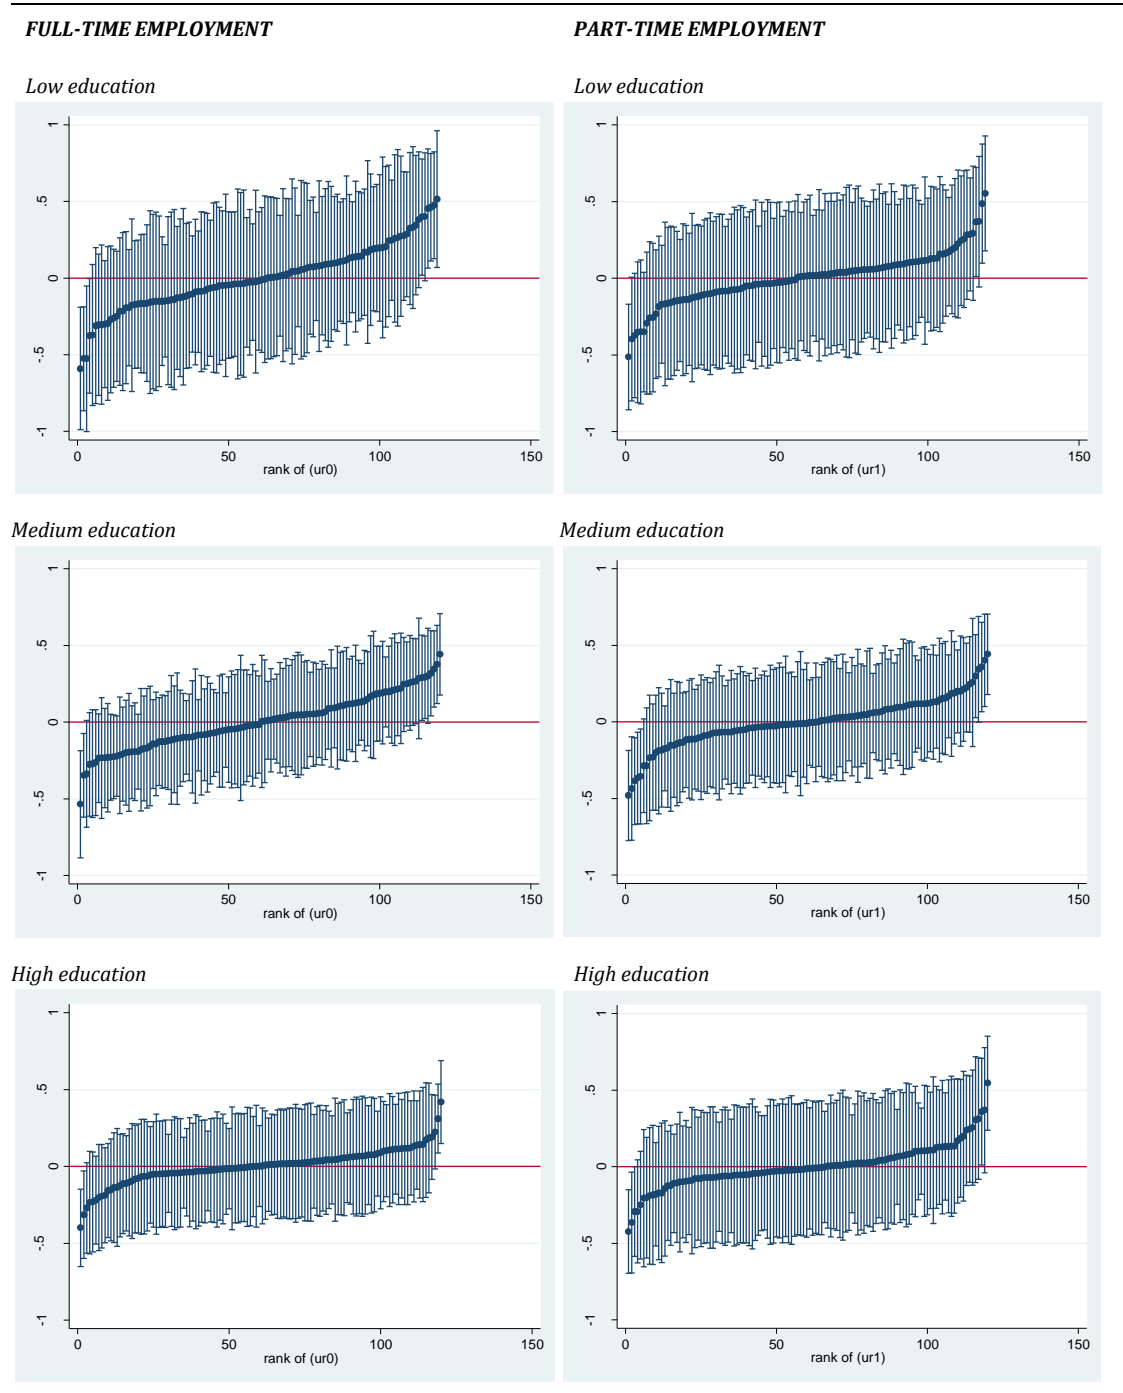 FULL-TIME EMPLOYMENT PART-TIME EMPLOYMENT
Low education Low education
1 1
.5 .5
0 0
-.5 -.5
-1 -1
0 50 100 150 0 50 100 150
rank of (ur0) rank of (ur1)
Medium education Medium education
1 1
.5 .5
0 0
-.5 -.5
-1 -1
0 50 100 150 0 50 100 150
rank of (ur0) rank of (ur1)
High education High education
1 1
.5 .5
0 0
-.5 -.5
-1 -1
0 50 100 150 0 50 100 150
rank of (ur0) rank of (ur1)